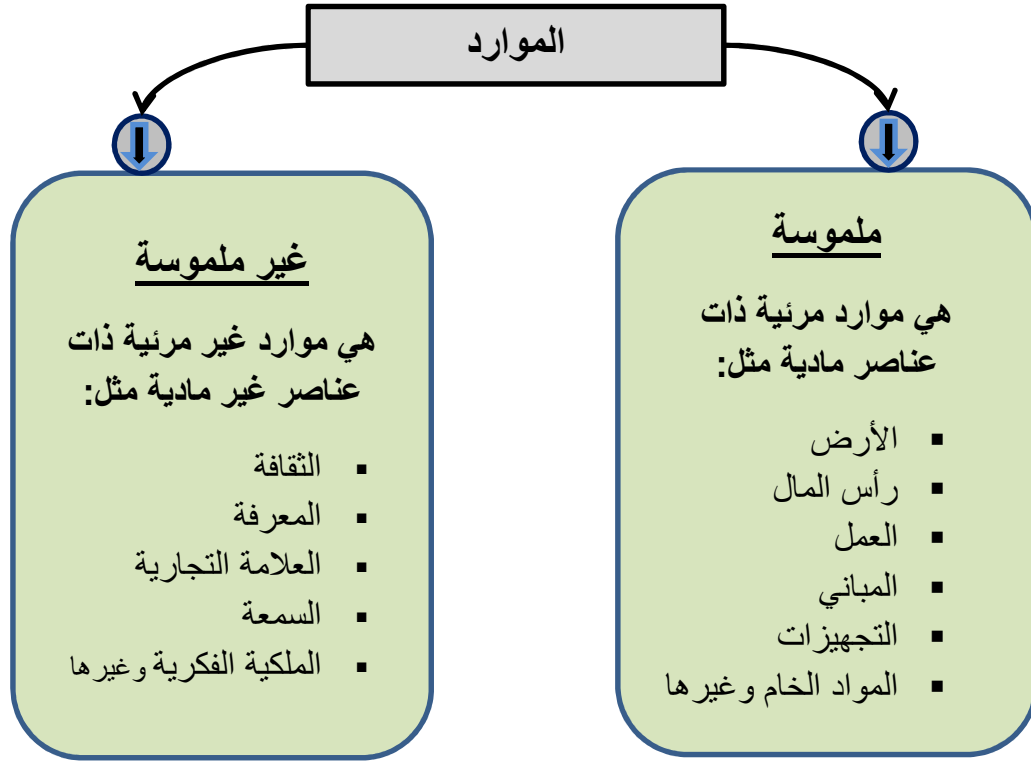 الموارد
ملموسة
هي موارد مرئية ذات
عناصر مادية مثل:
▪ الأرض
▪ رأس المال
▪ العمل
▪ المباني
▪ التجهيزات
▪ المواد الخام وغيرها
غير ملموسة
هي موارد غير مرئية ذات
عناصر غير مادية مثل:
▪ الثقافة
▪ المعرفة
▪ العلامة التجارية
▪ السمعة
▪ الملكية الفكرية وغيرها